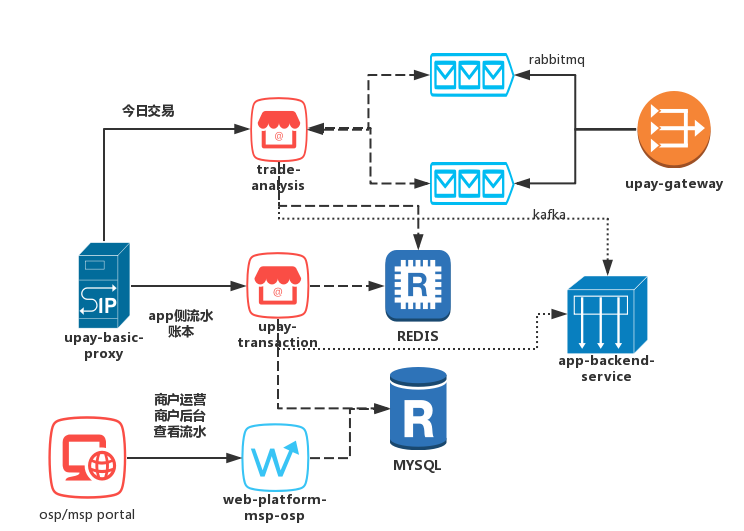 rabbitmq
今日交易
@
trade-
analysis
upay-gateway
kafka
SIP
@
R
app侧流水
账本
upay-basic-
proxy
upay-
transaction
REDIS
app-backend-
service
商户运营
商户后台
查看流水
R
W
MYSQL
web-platform-
msp-osp
osp/msp portal